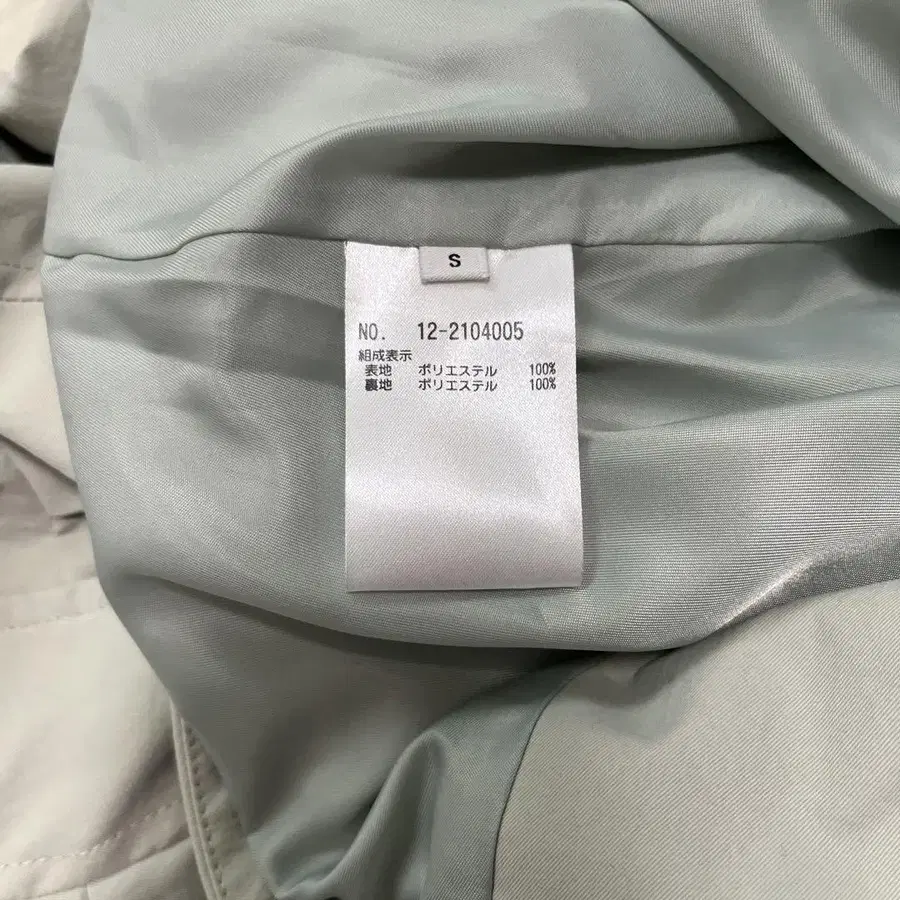 S
NO. 12-2104005
組成表示
表地 ポリエステル 100%
裏地 ポリエステル 100%